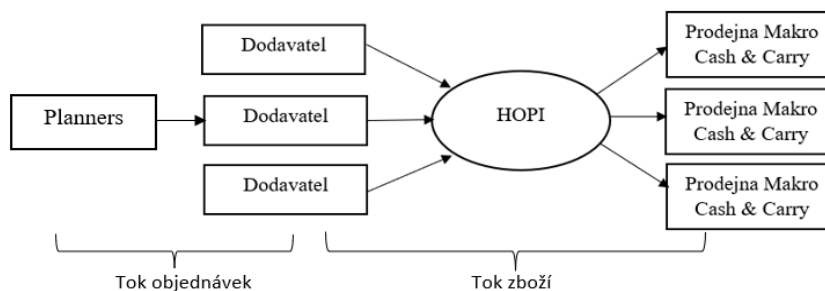 Dodavatel
Prodejna Makro
Cash & Carry
Planners
Dodavatel
HOPI
Prodejna Makro
Cash & Carry
Dodavatel
Prodejna Makro
Cash & Carry
Tok objednávek
Tok zboží